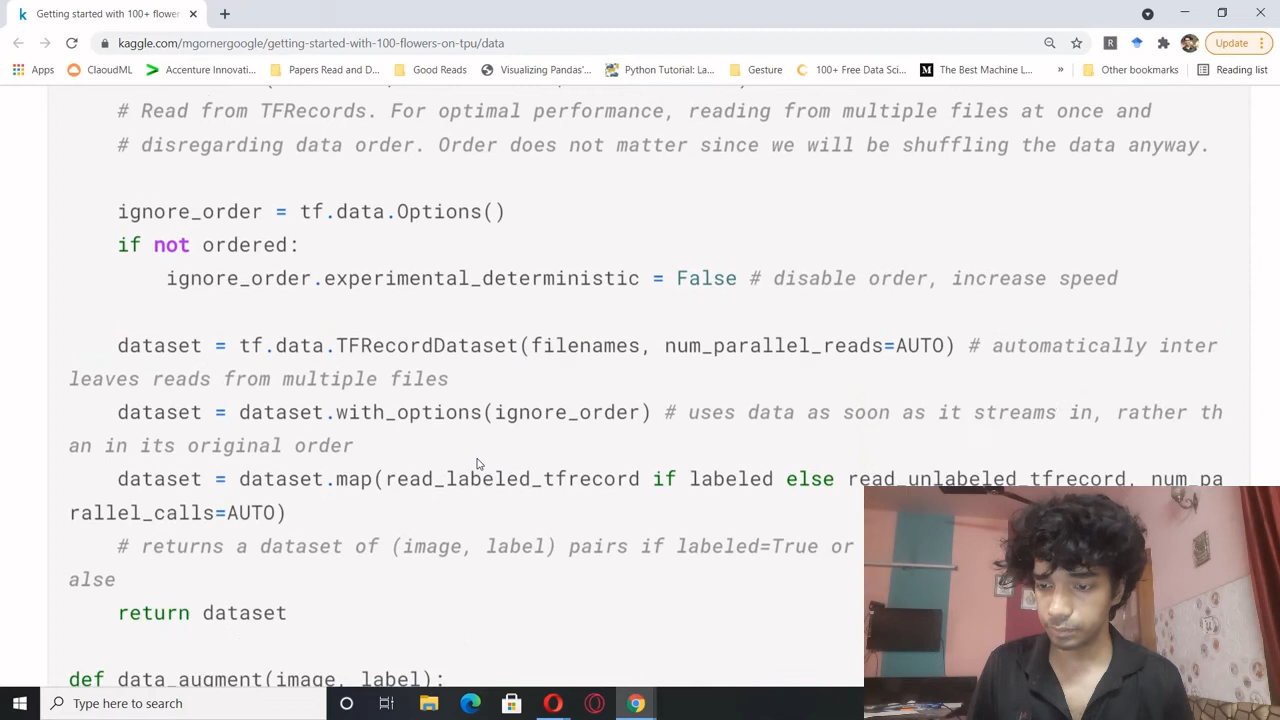 Getting started with 100+ flower
kaggle.com/mgornergoogle/getting-started-with-100-flowers-on-tpu/data
Update
Apps ClaoudML Accenture Innovati... Papers Read and D... Good Reads Visualizing Pandas'... Python Tutorial: La... Gesture 100+ Free Data Sci... The Best Machine L... » Other bookmarks Reading list
# Read from TFRecords. For optimal performance, reading from multiple files at once and
# disregarding data order. Order does not matter since we will be shuffling the data anyway.
ignore_order = tf.data.Options()
if not ordered:
ignore_order.experimental_deterministic = False # disable order, increase speed
dataset = tf.data.TFRecordDataset(filenames, num_parallel_reads=AUTO) # automatically inter
leaves reads from multiple files
dataset = dataset.with_options(ignore_order) # uses data as soon as it streams in, rather th
an in its original order
dataset = dataset.map(read_labeled_tfrecord if labeled else read_unlabeled_tfrecord, num_pa
rallel_calls=AUTO)
# returns a dataset of (image, label) pairs if labeled=True or
alse
return dataset
def data_augment(image, label):
Type here to search